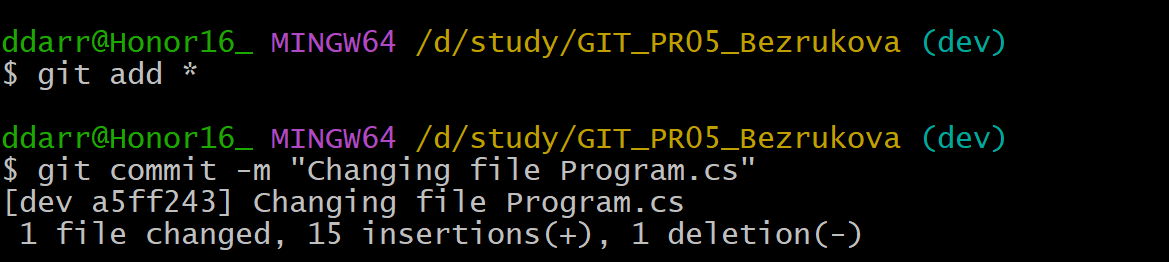 ddarr@Honor16_ MINGW64 /d/study/GIT_PR05_Bezrukova (dev)
$ git add *
ddarr@Honor16_ MINGW64 /d/study/GIT_PR05_Bezrukova (dev)
$ git commit -m "Changing file Program.cs"
[dev a5ff243] Changing file Program.cs
 1 file changed, 15 insertions(+), 1 deletion(-)